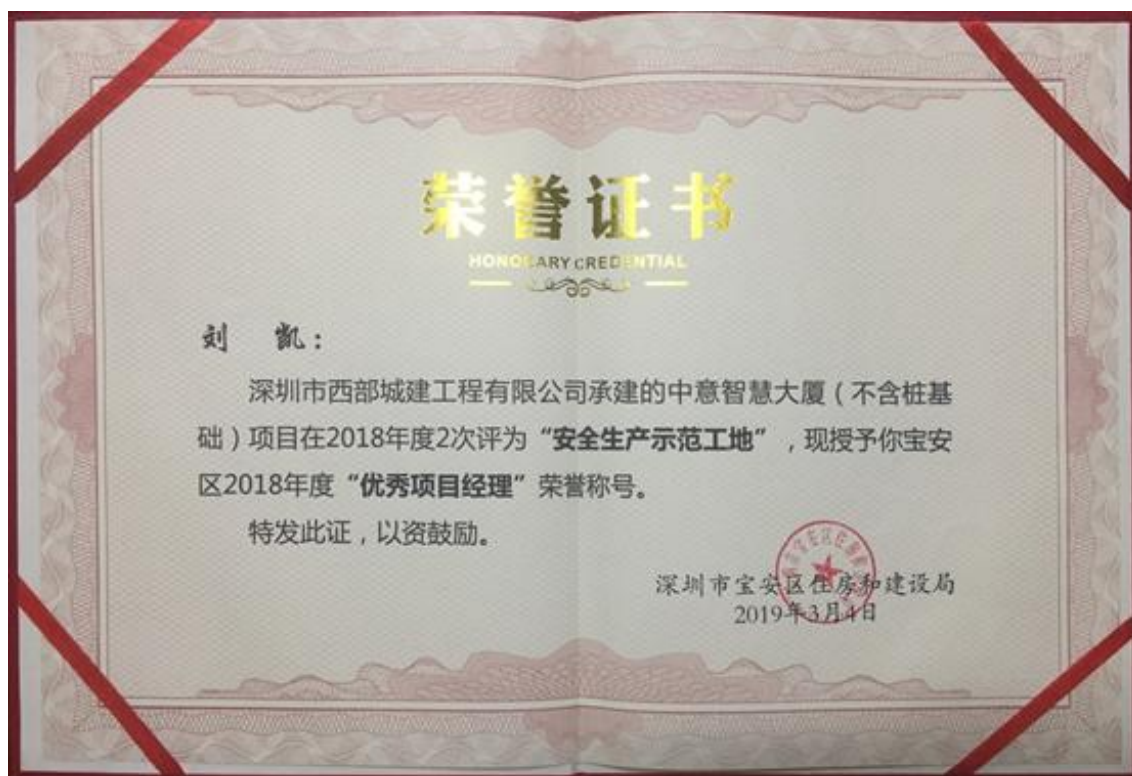 荣誉证书
HONORARY CREDENTIAL
刘 凯：
深圳市西部城建工程有限公司承建的中意智慧大厦（不含桩基
础）项目在2018年度2次评为“安全生产示范工地”，现授予你宝安
区2018年度“优秀项目经理”荣誉称号。
特发此证，以资鼓励。
深圳市宝安区住房和建设局
2019年3月4日